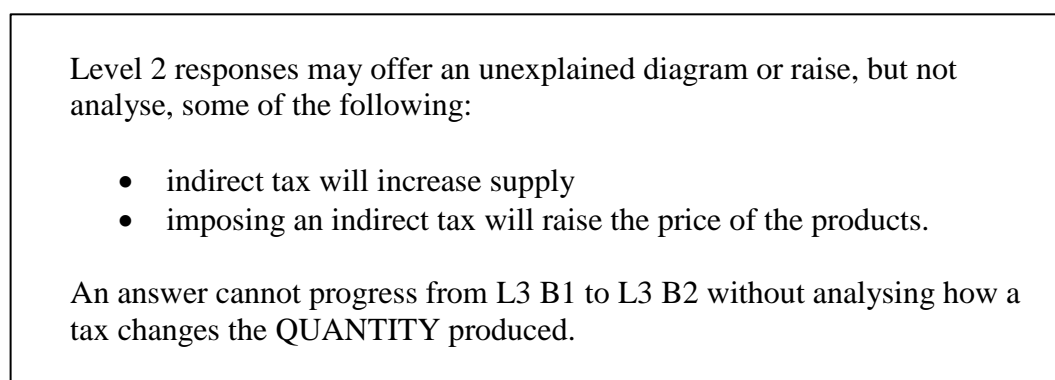 Level 2 responses may offer an unexplained diagram or raise, but not
analyse, some of the following:
• indirect tax will increase supply
• imposing an indirect tax will raise the price of the products.
An answer cannot progress from L3 B1 to L3 B2 without analysing how a
tax changes the QUANTITY produced.